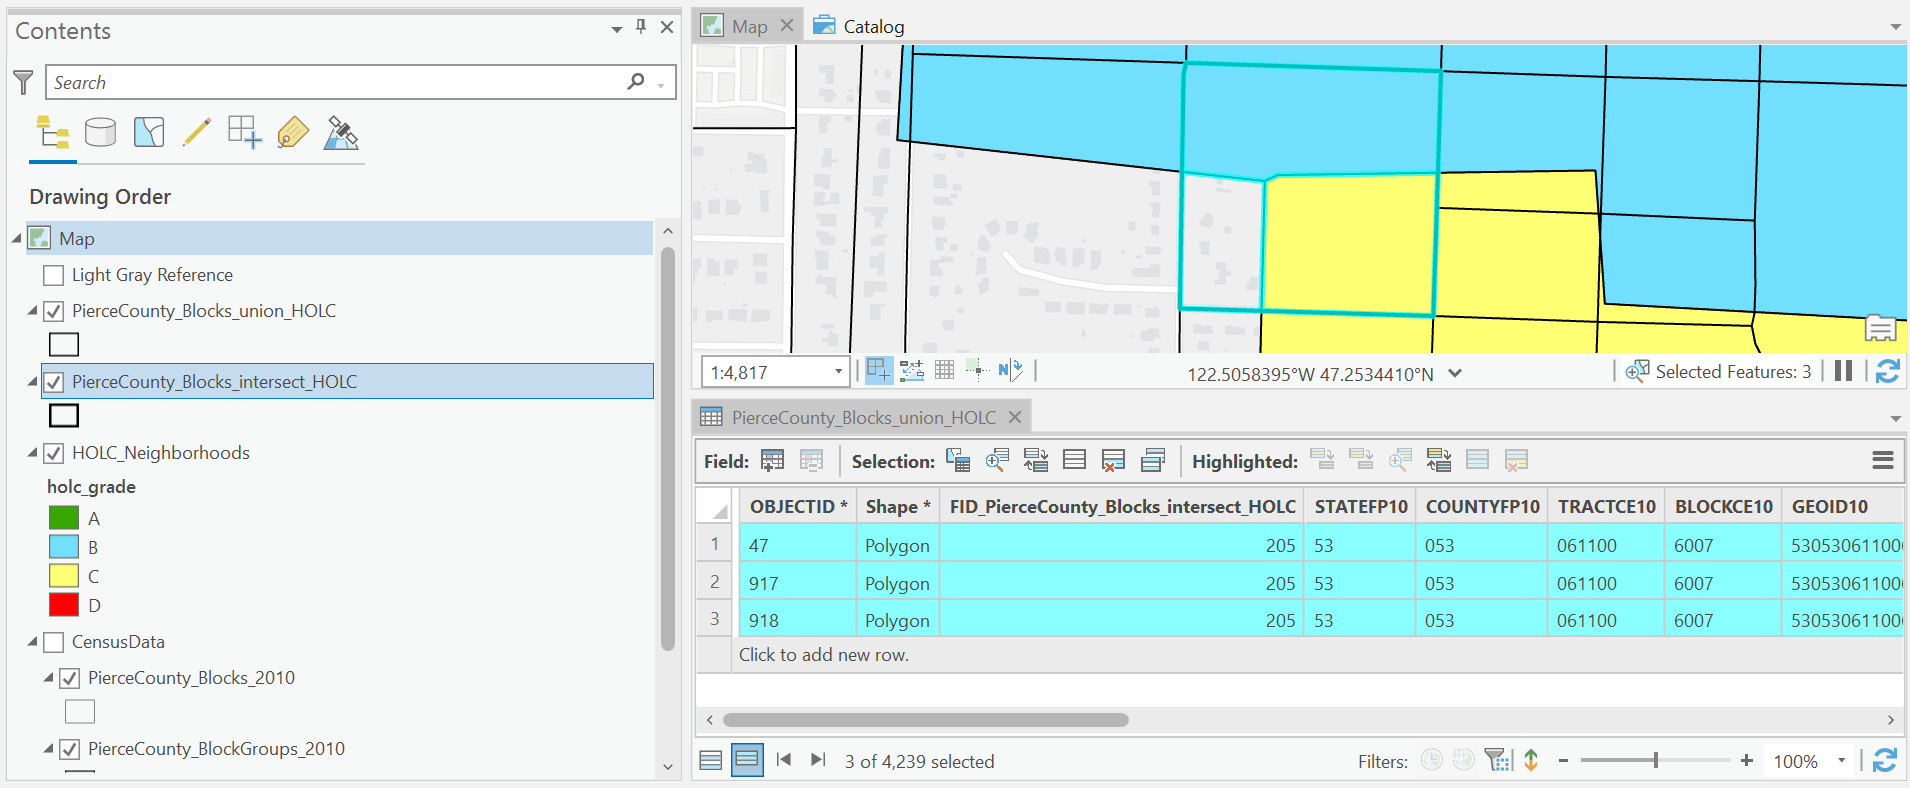 Contents
Search
Drawing Order
Map
Light Gray Reference
PierceCounty_Blocks_union_HOLC
PierceCounty_Blocks_intersect_HOLC
HOLC_Neighborhoods
holc_grade
A
B
C
D
CensusData
PierceCounty_Blocks_2010
PierceCounty_BlockGroups_2010
Map Catalog
1:4,817 122.5058395°W 47.2534410°N Selected Features: 3
PierceCounty_Blocks_union_HOLC
Field: Selection: Highlighted:
OBJECTID * Shape * FID_PierceCounty_Blocks_intersect_HOLC STATEFP10 COUNTYFP10 TRACTCE10 BLOCKCE10 GEOID10
1 47 Polygon 205 53 053 061100 6007 53053061100
2 917 Polygon 205 53 053 061100 6007 53053061100
3 918 Polygon 205 53 053 061100 6007 53053061100
Click to add new row.
3 of 4,239 selected Filters: 100%